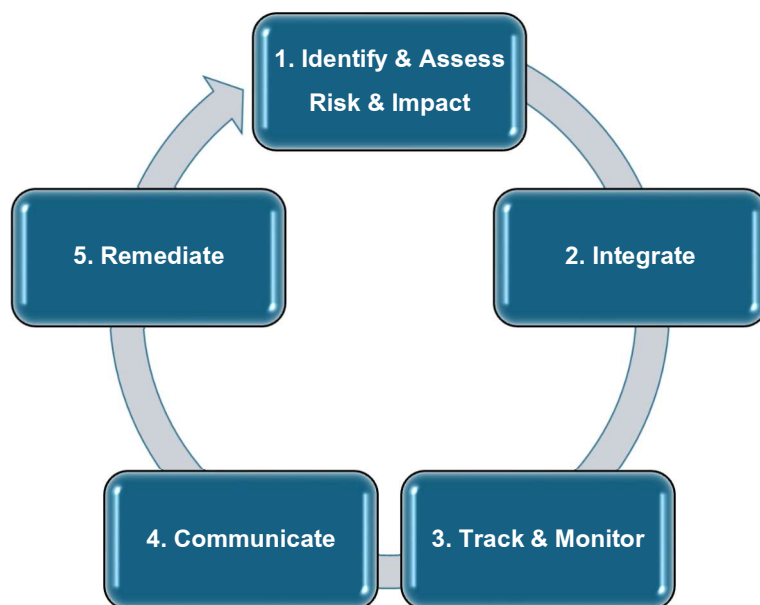 1. Identify & Assess
Risk & Impact
2. Integrate
3. Track & Monitor
4. Communicate
5. Remediate